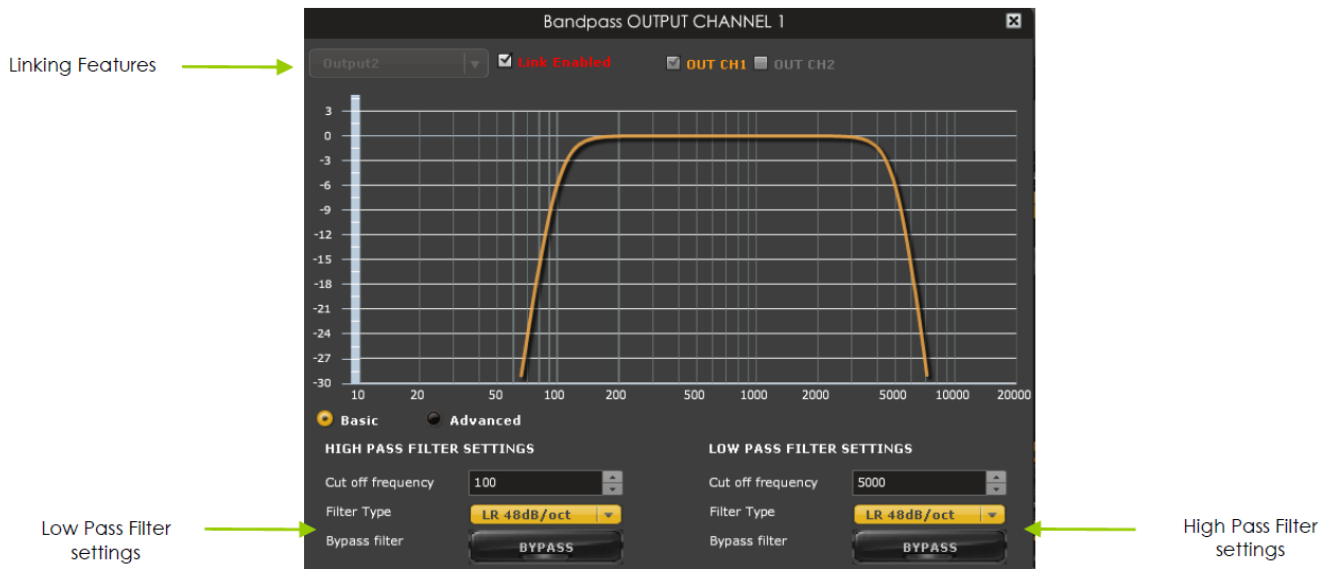 Bandpass OUTPUT CHANNEL 1
Linking Features
Output2 Link Enabled OUT CH1 OUT CH2
3
0
-3
-6
-9
-12
-15
-18
-21
-24
-27
-30
10 20 50 100 200 500 1000 2000 5000 10000 20000
Basic Advanced
HIGH PASS FILTER SETTINGS LOW PASS FILTER SETTINGS
Cut off frequency 100 Cut off frequency 5000
Filter Type LR 48dB/oct Filter Type LR 48dB/oct
Bypass filter BYPASS Bypass filter BYPASS
Low Pass Filter
settings
High Pass Filter
settings